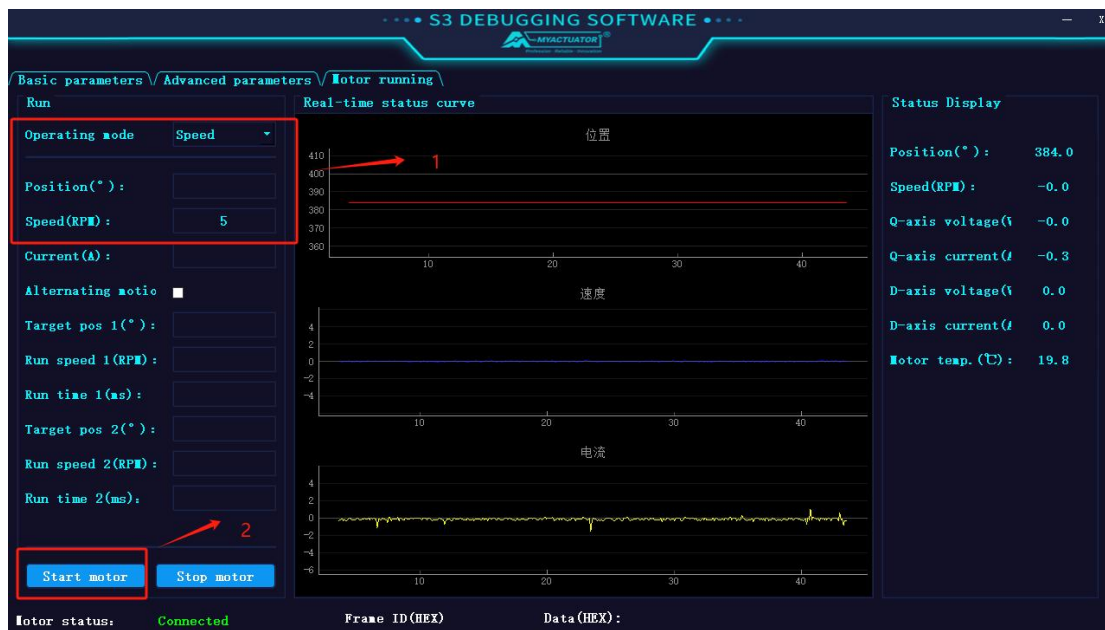 S3 DEBUGGING SOFTWARE
MYACTUATOR
Basic parameters
Advanced parameters
Motor running
Run
Operating mode
Speed
Position(°):
Speed(RPM):
5
Current(A):
Alternating motio
Target pos 1(°):
Run speed 1(RPM):
Run time 1(ms):
Target pos 2(°):
Run speed 2(RPM):
Run time 2(ms):
Start motor
Stop motor
1
2
Real-time status curve
位置
410
400
390
380
370
360
10 20 30 40
速度
4
2
0
-2
-4
10 20 30 40
电流
4
2
0
-2
-4
-6
10 20 30 40
Status Display
Position(°): 384.0
Speed(RPM): -0.0
Q-axis voltage(V -0.0
Q-axis current(A -0.3
D-axis voltage(V 0.0
D-axis current(A 0.0
Motor temp.(℃): 19.8
Motor status: Connected
Frame ID(HEX)
Data(HEX):